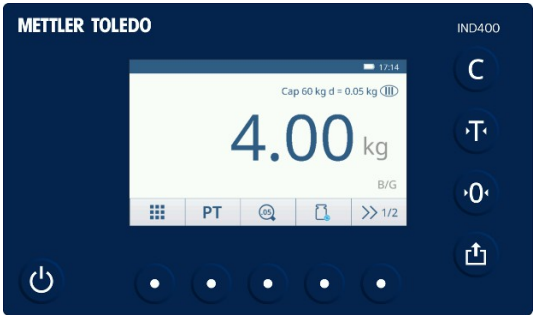 METTLER TOLEDO
IND400
17:14
Cap 60 kg d = 0.05 kg III
4.00 kg
B/G
PT
.05
1/2
C
T
0